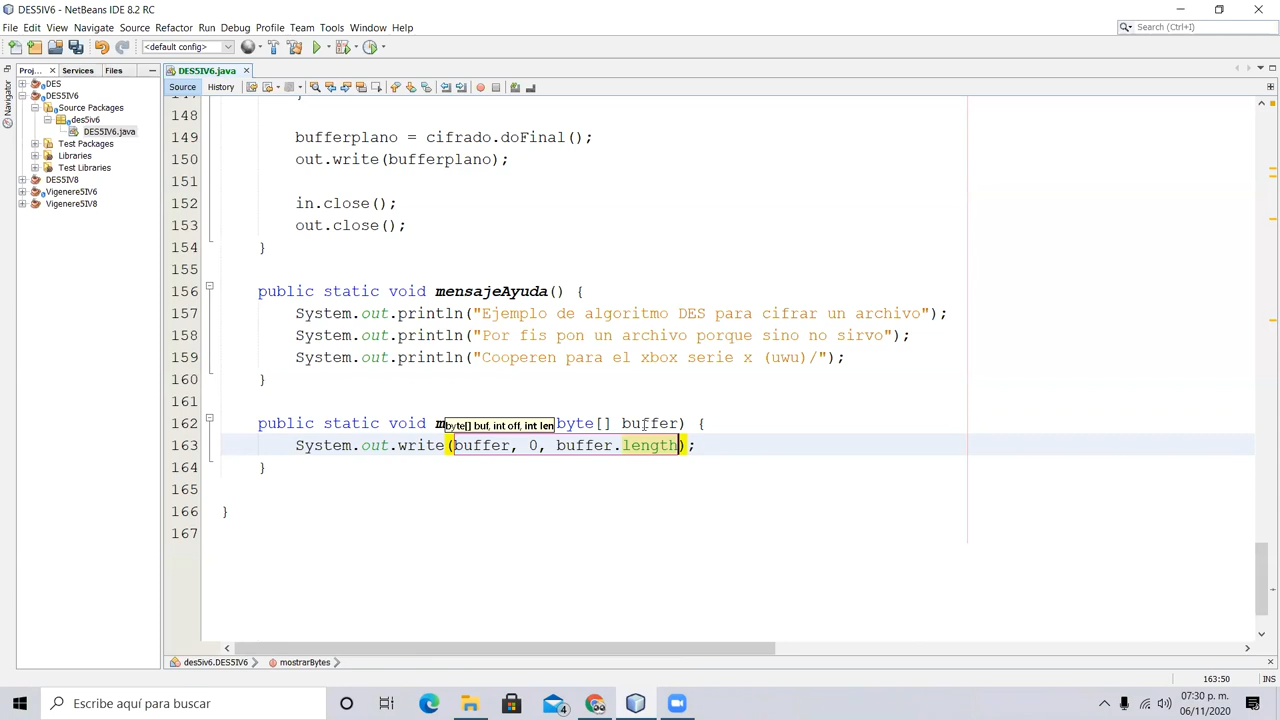 DES5IV6 - NetBeans IDE 8.2 RC
File Edit View Navigate Source Refactor Run Debug Profile Team Tools Window Help
Search (Ctrl+I)
<default config>
Proj... Services Files
DES5IV6.java
Source History
Navigator
DES
DES5IV6
Source Packages
des5iv6
DES5IV6.java
Test Packages
Libraries
Test Libraries
DES5IV8
Vigenere5IV6
Vigenere5IV8
148
149 bufferplano = cifrado.doFinal();
150 out.write(bufferplano);
151
152 in.close();
153 out.close();
154 }
155
156 public static void mensajeAyuda() {
157 System.out.println("Ejemplo de algoritmo DES para cifrar un archivo");
158 System.out.println("Por fis pon un archivo porque sino no sirvo");
159 System.out.println("Cooperen para el xbox serie x (uwu)/");
160 }
161
162 public static void m byte[] buffer) {
byte[] buf, int off, int len
163 System.out.write(buffer, 0, buffer.length);
164 }
165
166 }
167
des5iv6.DES5IV6 mostrarBytes
163:50 INS
Escribe aquí para buscar
4
07:30 p. m.
06/11/2020